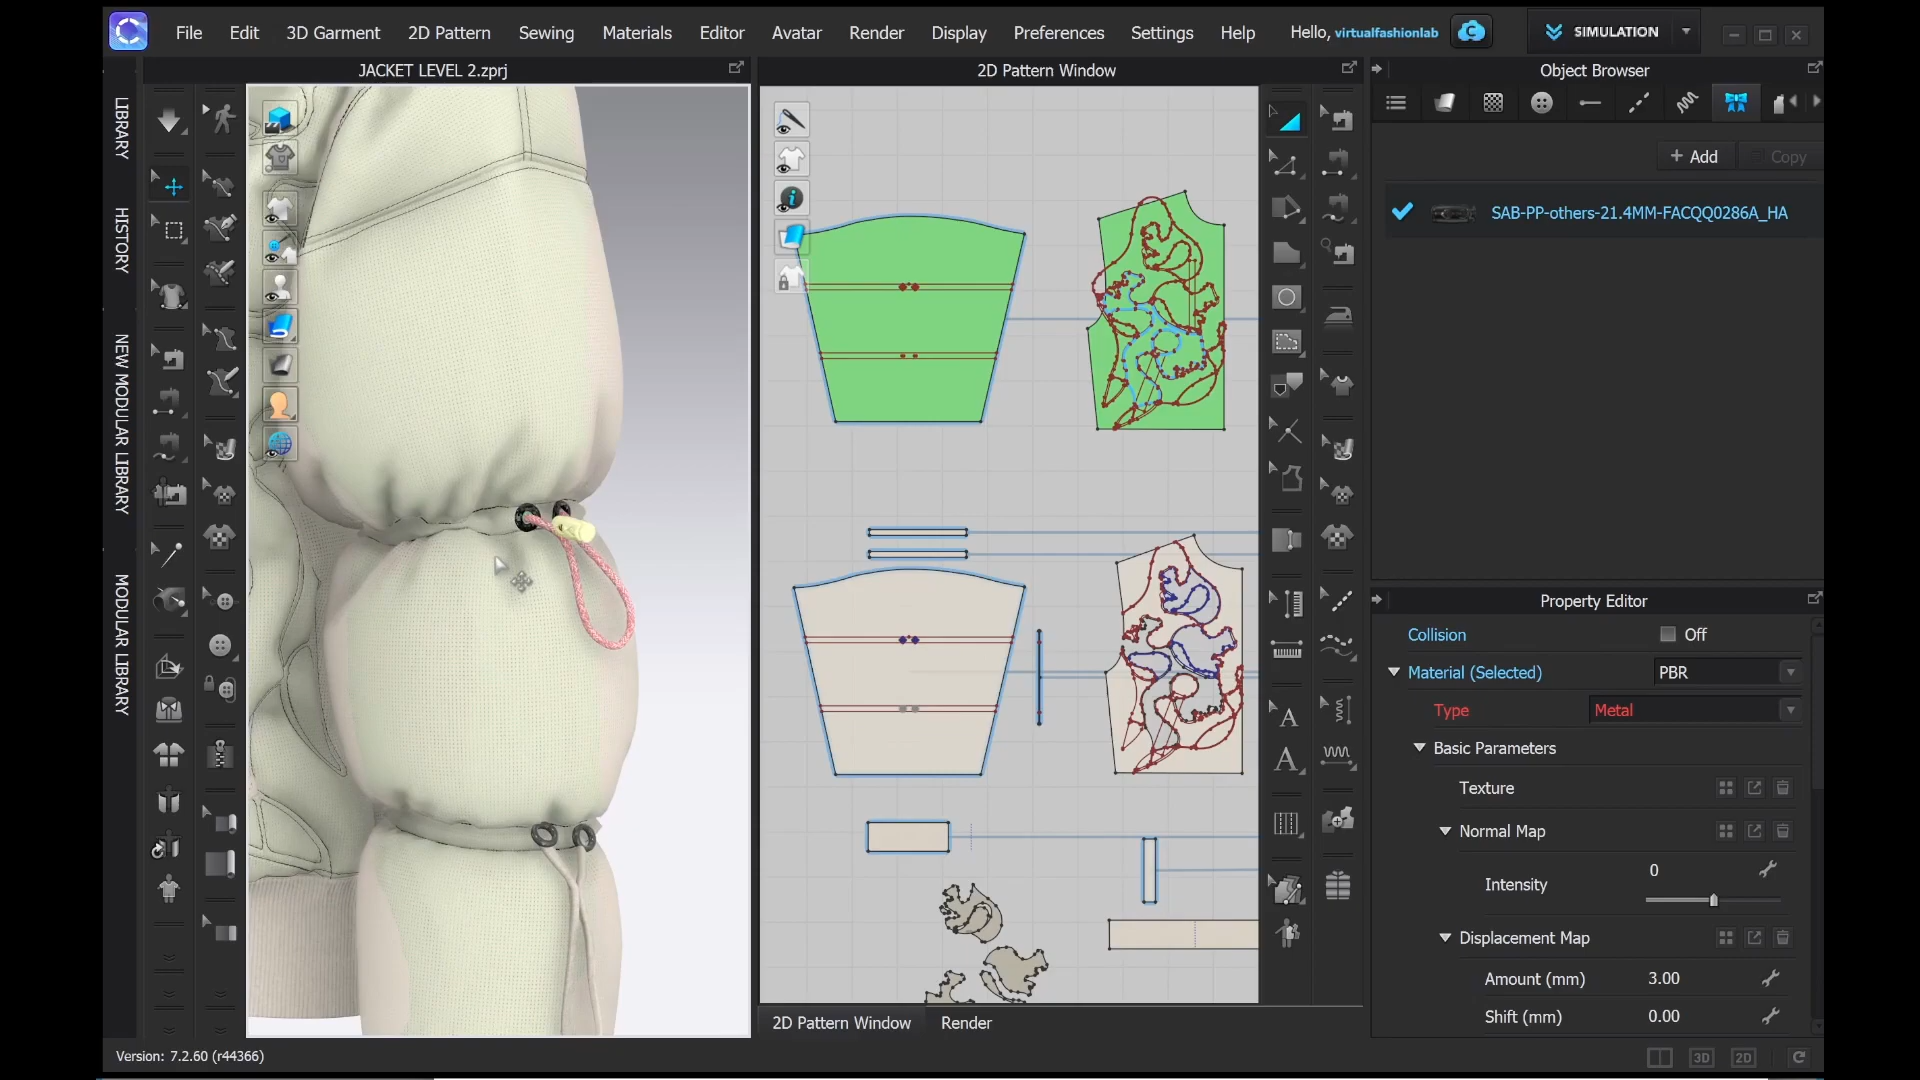 File Edit 3D Garment 2D Pattern Sewing Materials Editor Avatar Render Display Preferences Settings Help Hello, virtualfashionlab SIMULATION
JACKET LEVEL 2.zprj
2D Pattern Window
Object Browser
LIBRARY
HISTORY
NEW MODULAR LIBRARY
MODULAR LIBRARY
+ Add
Copy
SAB-PP-others-21.4MM-FACQQ0286A_HA
Property Editor
Collision Off
Material (Selected) PBR
Type Metal
Basic Parameters
Texture
Normal Map
Intensity 0
Displacement Map
Amount (mm) 3.00
Shift (mm) 0.00
2D Pattern Window Render
Version: 7.2.60 (r44366)
3D 2D